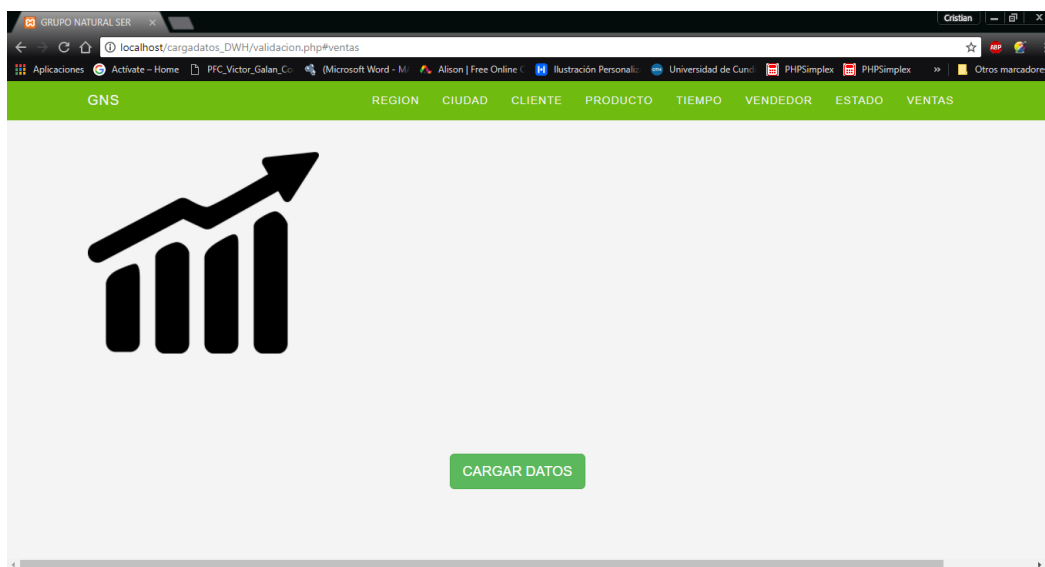 GRUPO NATURAL SER
Cristian
localhost/cargadatos_DWH/validacion.php#ventas
ABP
Aplicaciones Actívate – Home PFC_Victor_Galan_Co (Microsoft Word - M Alison | Free Online C Ilustración Personaliz Universidad de Cund PHPSimplex PHPSimplex » Otros marcadore
GNS REGION CIUDAD CLIENTE PRODUCTO TIEMPO VENDEDOR ESTADO VENTAS
CARGAR DATOS